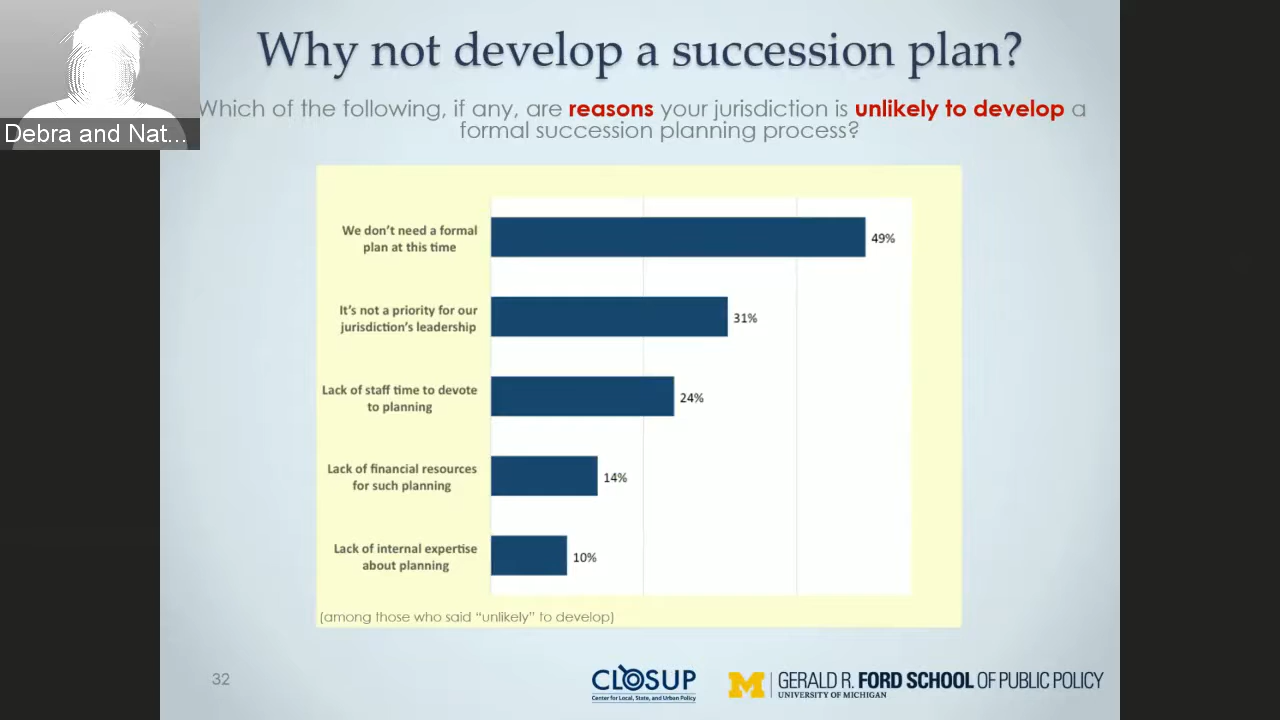 Why not develop a succession plan?
Which of the following, if any, are reasons your jurisdiction is unlikely to develop a
formal succession planning process?
Debra and Nat...
We don't need a formal
plan at this time
49%
It's not a priority for our
jurisdiction's leadership
31%
Lack of staff time to devote
to planning
24%
Lack of financial resources
for such planning
14%
Lack of internal expertise
about planning
10%
(among those who said "unlikely" to develop)
32
CLOSUP
Center for Local, State, and Urban Policy
M
GERALD R. FORD SCHOOL OF PUBLIC POLICY
UNIVERSITY OF MICHIGAN